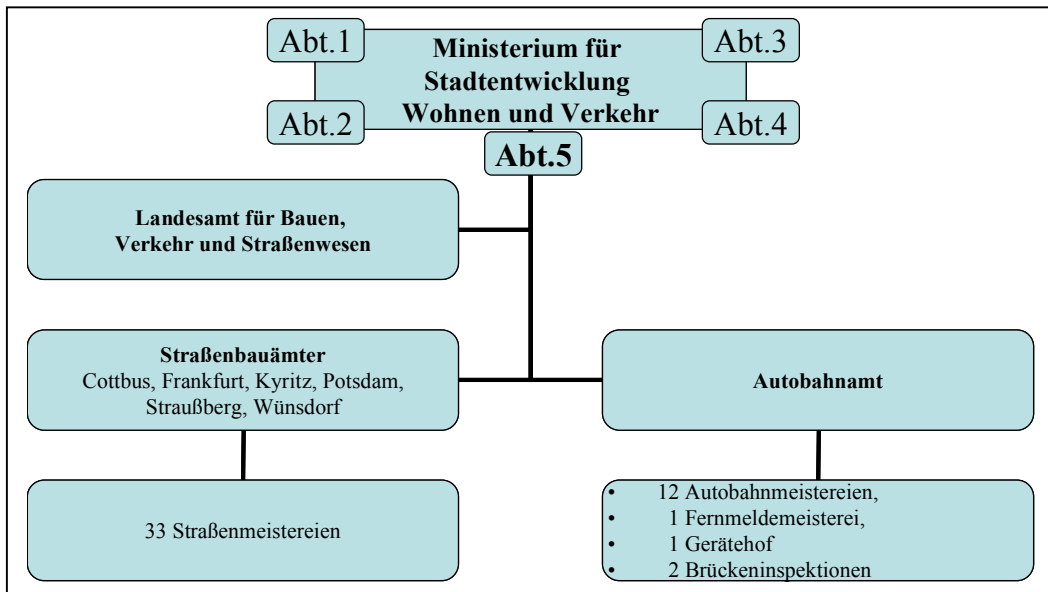 Abt.1
Ministerium für
Stadtentwicklung
Wohnen und Verkehr
Abt.3
Abt.2
Abt.4
Abt.5
Landesamt für Bauen,
Verkehr und Straßenwesen
Straßenbauämter
Cottbus, Frankfurt, Kyritz, Potsdam,
Straußberg, Wünsdorf
Autobahnamt
33 Straßenmeistereien
• 12 Autobahnmeistereien,
• 1 Fernmeldemeisterei,
• 1 Gerätehof
• 2 Brückeninspektionen